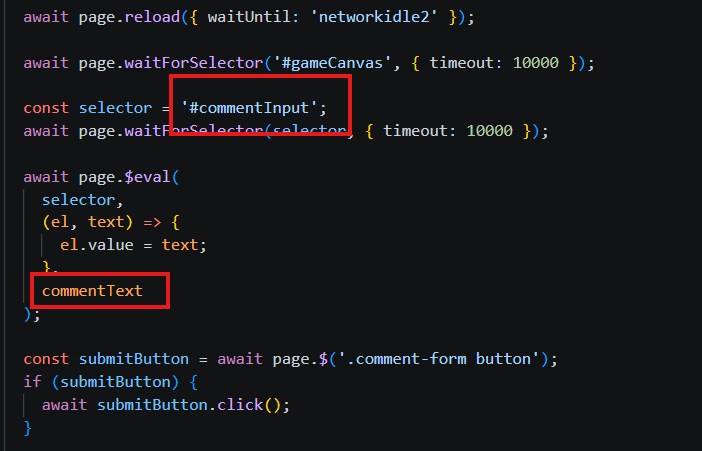 await page.reload({ waitUntil: 'networkidle2' });
await page.waitForSelector('#gameCanvas', { timeout: 10000 });
const selector = '#commentInput';
await page.waitForSelector(selector, { timeout: 10000 });
await page.$eval(
selector,
(el, text) => {
el.value = text;
},
commentText
);
const submitButton = await page.$('.comment-form button');
if (submitButton) {
await submitButton.click();
}